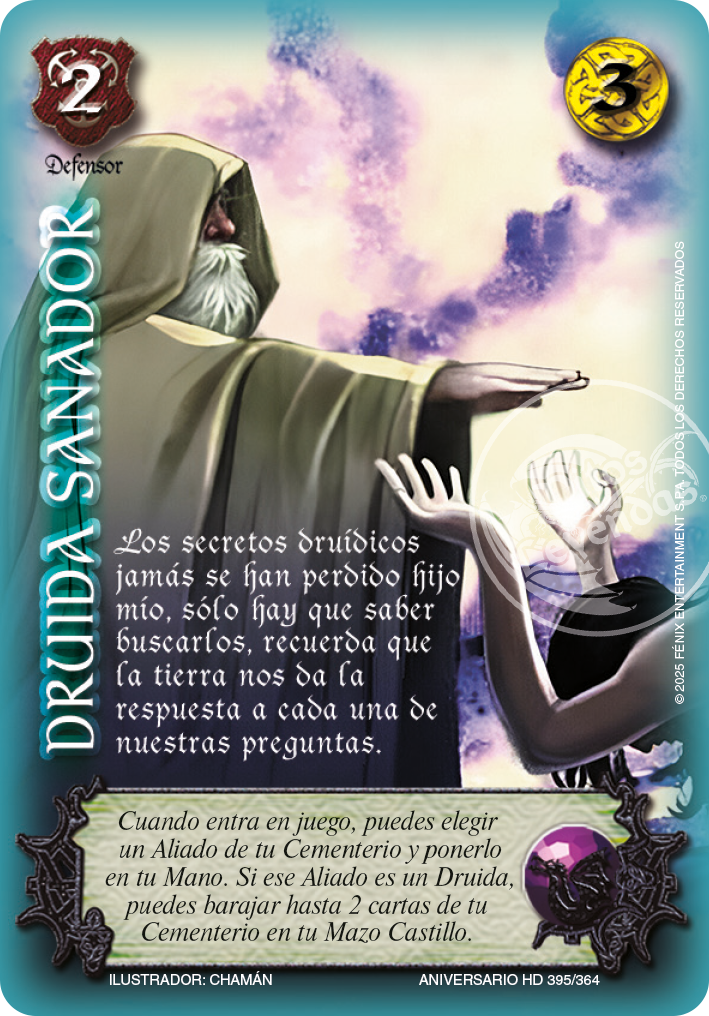 2
3
Defensor
DRUIDA SANADOR
Los secretos druídicos
jamás se han perdido hijo
mío, sólo hay que saber
buscarlos, recuerda que
la tierra nos da la
respuesta a cada una de
nuestras preguntas.
© 2025 FÉNIX ENTERTAINMENT S.P.A. TODOS LOS DERECHOS RESERVADOS
Cuando entra en juego, puedes elegir
un Aliado de tu Cementerio y ponerlo
en tu Mano. Si ese Aliado es un Druida,
puedes barajar hasta 2 cartas de tu
Cementerio en tu Mazo Castillo.
ILUSTRADOR: CHAMÁN
ANIVERSARIO HD 395/364